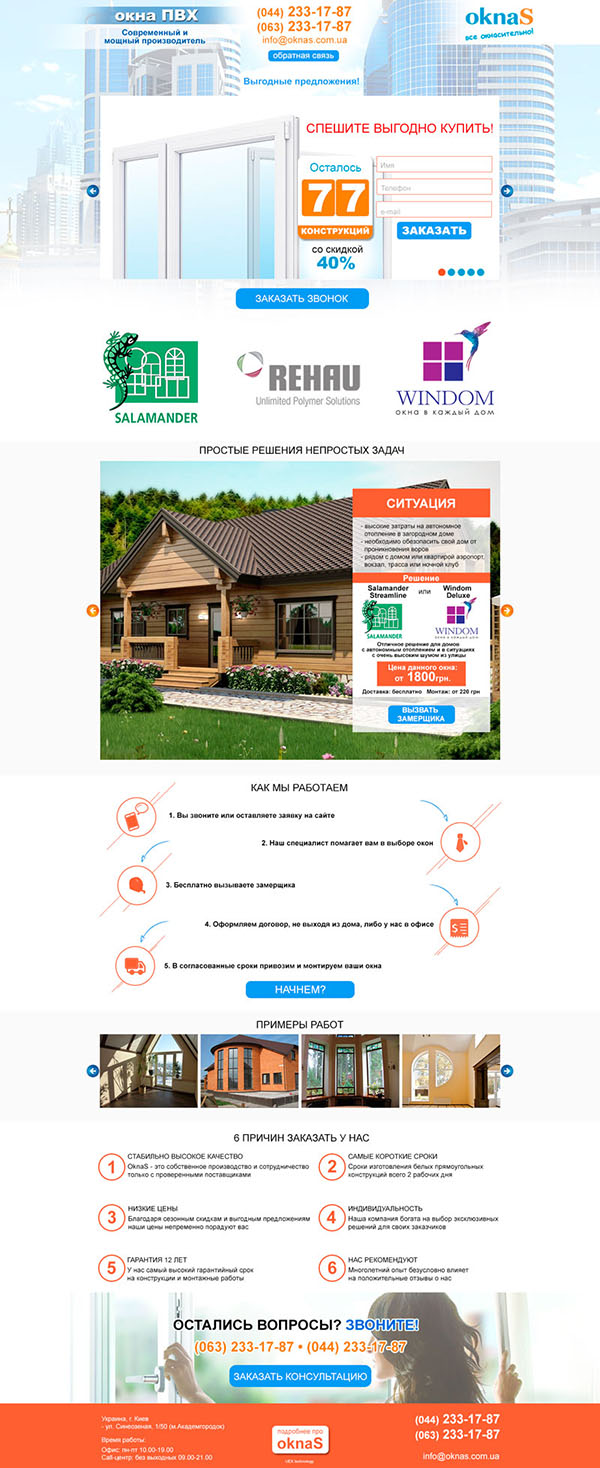 окна ПВХ
Современный и
мощный производитель
(044) 233-17-87
(063) 233-17-87
info@oknas.com.ua
обратная связь
oknaS
все окнасительно!
Выгодные предложения!
СПЕШИТЕ ВЫГОДНО КУПИТЬ!
Осталось
77
КОНСТРУКЦИЙ
со скидкой
40%
Имя
Телефон
e-mail
ЗАКАЗАТЬ
ЗАКАЗАТЬ ЗВОНОК
SALAMANDER
REHAU
Unlimited Polymer Solutions
WINDOM
окна в каждый дом
ПРОСТЫЕ РЕШЕНИЯ НЕПРОСТЫХ ЗАДАЧ
СИТУАЦИЯ
- высокие затраты на автономное
отопление в загородном доме
- необходимо обезопасить свой дом от
проникновения воров
- рядом с домом или квартирой аэропорт,
вокзал, трасса или ночной клуб
Решение
Salamander Streamline или Windom Deluxe
SALAMANDER
WINDOM
окна в каждый дом
Отличное решение для домов
с автономным отоплением и в ситуациях
с очень высоким шумом из улицы
Цена данного окна:
от 1800грн.
Доставка: бесплатно Монтаж: от 220 грн
ВЫЗВАТЬ
ЗАМЕРЩИКА
КАК МЫ РАБОТАЕМ
1. Вы звоните или оставляете заявку на сайте
2. Наш специалист помагает вам в выборе окон
3. Бесплатно вызываете замерщика
4. Оформляем договор, не выходя из дома, либо у нас в офисе
5. В согласованные сроки привозим и монтируем ваши окна
НАЧНЕМ?
ПРИМЕРЫ РАБОТ
6 ПРИЧИН ЗАКАЗАТЬ У НАС
1
СТАБИЛЬНО ВЫСОКОЕ КАЧЕСТВО
OknaS - это собственное производство и сотрудничество
только с проверенными поставщиками
2
САМЫЕ КОРОТКИЕ СРОКИ
Сроки изготовления белых прямоугольных
конструкций всего 2 рабочих дня
3
НИЗКИЕ ЦЕНЫ
Благодаря сезонным скидкам и выгодным предложениям
наши цены непременно порадуют вас
4
ИНДИВИДУАЛЬНОСТЬ
Наша компания богата на выбор эксклюзивных
решений для своих заказчиков
5
ГАРАНТИЯ 12 ЛЕТ
У нас самый высокий гарантийный срок
на конструкции и монтажные работы
6
НАС РЕКОМЕНДУЮТ
Многолетний опыт безусловно влияет
на положительные отзывы о нас
ОСТАЛИСЬ ВОПРОСЫ? ЗВОНИТЕ!
(063) 233-17-87 • (044) 233-17-87
ЗАКАЗАТЬ КОНСУЛЬТАЦИЮ
Украина, г. Киев
- ул. Синеозеная, 1/50 (м.Академгородок)
Время работы:
Офис: пн-пт 10.00-19.00
Call-центр: без выходных 09.00-21.00
подробнее про
oknaS
UEX technology
(044) 233-17-87
(063) 233-17-87
info@oknas.com.ua